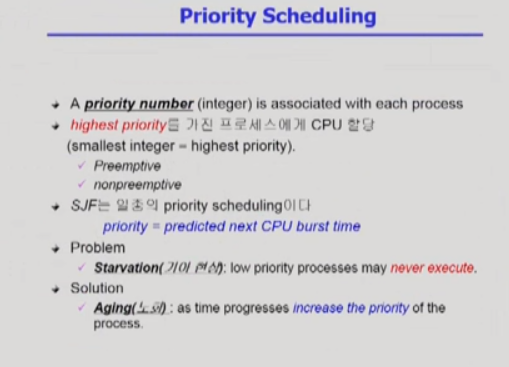 Priority Scheduling
A priority number (integer) is associated with each process
highest priority를 가진 프로세스에게 CPU 할당
(smallest integer = highest priority).
Preemptive
nonpreemptive
SJF는 일종의 priority scheduling이다
priority = predicted next CPU burst time
Problem
Starvation(기아 현상): low priority processes may never execute.
Solution
Aging(노화) : as time progresses increase the priority of the
process.